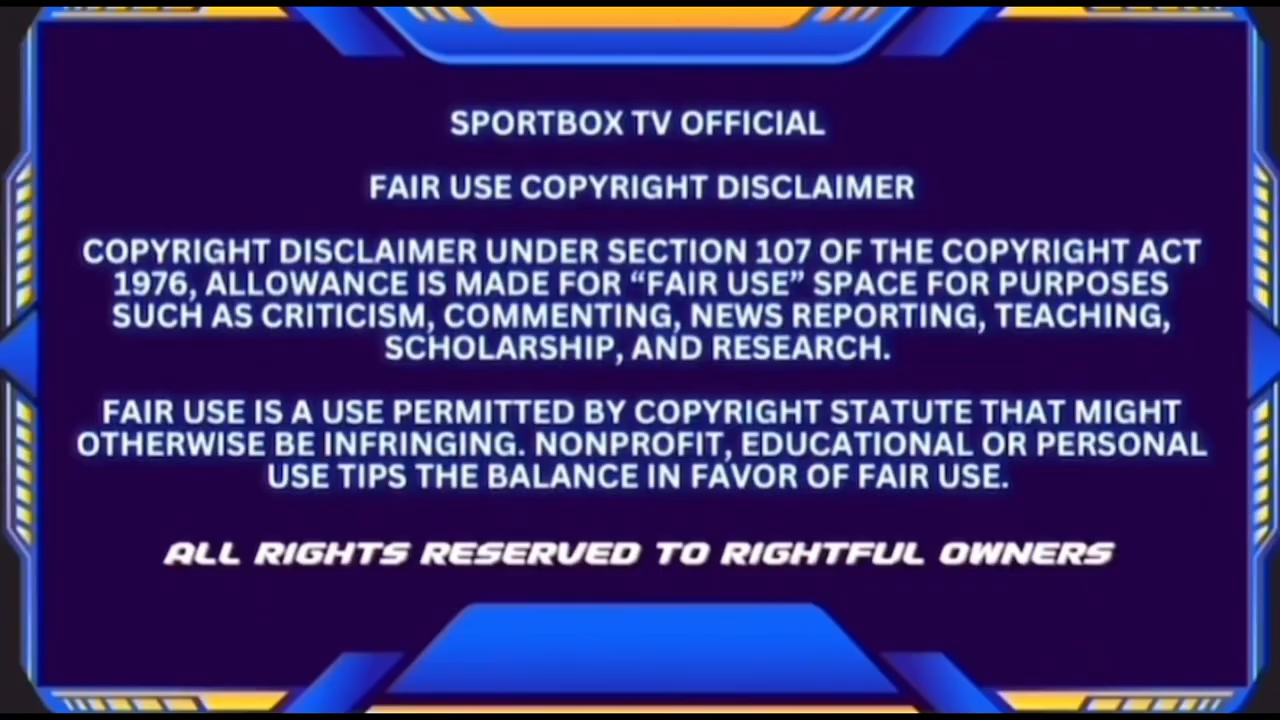 SPORTBOX TV OFFICIAL
FAIR USE COPYRIGHT DISCLAIMER
COPYRIGHT DISCLAIMER UNDER SECTION 107 OF THE COPYRIGHT ACT
1976, ALLOWANCE IS MADE FOR “FAIR USE” SPACE FOR PURPOSES
SUCH AS CRITICISM, COMMENTING, NEWS REPORTING, TEACHING,
SCHOLARSHIP, AND RESEARCH.
FAIR USE IS A USE PERMITTED BY COPYRIGHT STATUTE THAT MIGHT
OTHERWISE BE INFRINGING. NONPROFIT, EDUCATIONAL OR PERSONAL
USE TIPS THE BALANCE IN FAVOR OF FAIR USE.
ALL RIGHTS RESERVED TO RIGHTFUL OWNERS